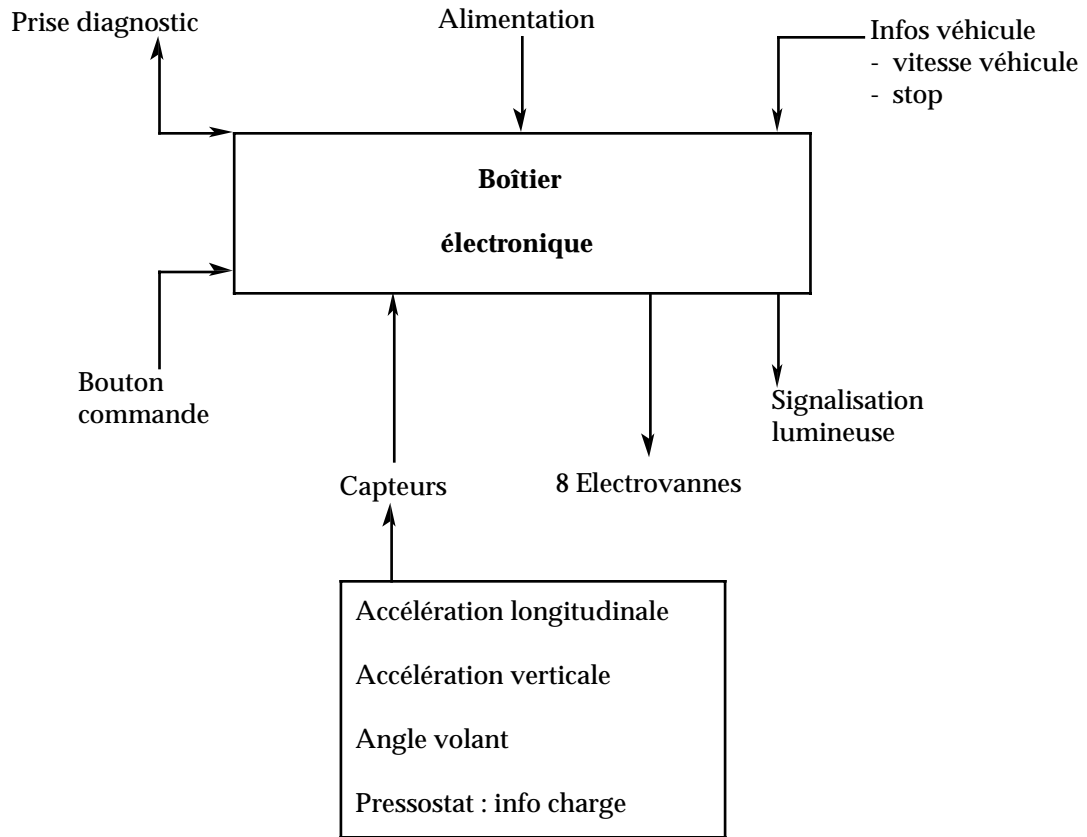 Prise diagnostic
Alimentation
Infos véhicule
- vitesse véhicule
- stop
Boîtier
électronique
Bouton
commande
Signalisation
lumineuse
Capteurs
8 Electrovannes
Accélération longitudinale
Accélération verticale
Angle volant
Pressostat : info charge